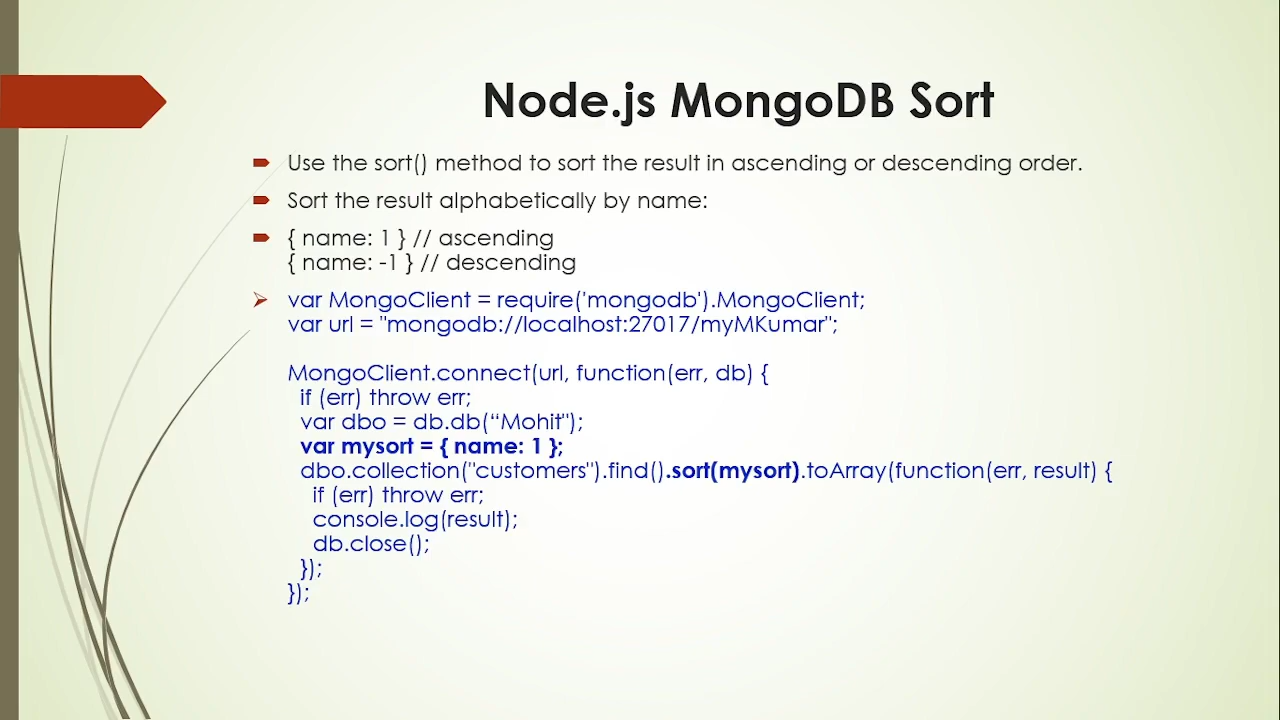 Node.js MongoDB Sort
Use the sort() method to sort the result in ascending or descending order.
Sort the result alphabetically by name:
{ name: 1 } // ascending
{ name: -1 } // descending
var MongoClient = require('mongodb').MongoClient;
var url = "mongodb://localhost:27017/myMKumar";
MongoClient.connect(url, function(err, db) {
if (err) throw err;
var dbo = db.db(“Mohit");
var mysort = { name: 1 };
dbo.collection("customers").find().sort(mysort).toArray(function(err, result) {
if (err) throw err;
console.log(result);
db.close();
});
});